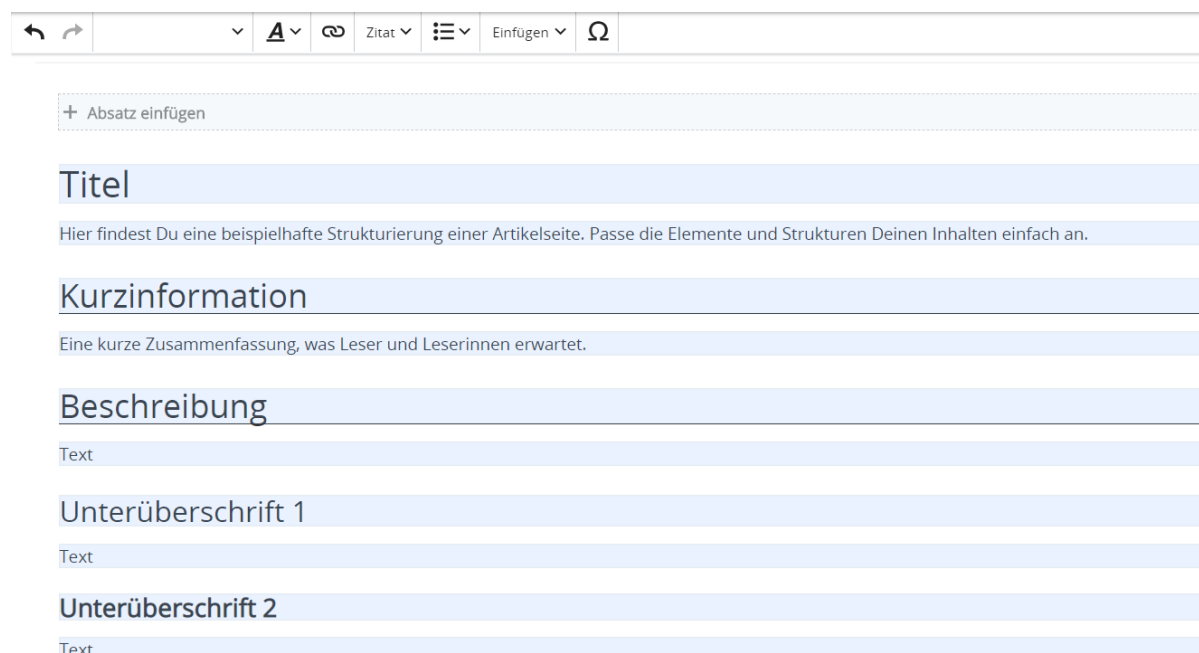 A Zitat Einfügen Ω
+ Absatz einfügen
Titel
Hier findest Du eine beispielhafte Strukturierung einer Artikelseite. Passe die Elemente und Strukturen Deinen Inhalten einfach an.
Kurzinformation
Eine kurze Zusammenfassung, was Leser und Leserinnen erwartet.
Beschreibung
Text
Unterüberschrift 1
Text
Unterüberschrift 2
Text